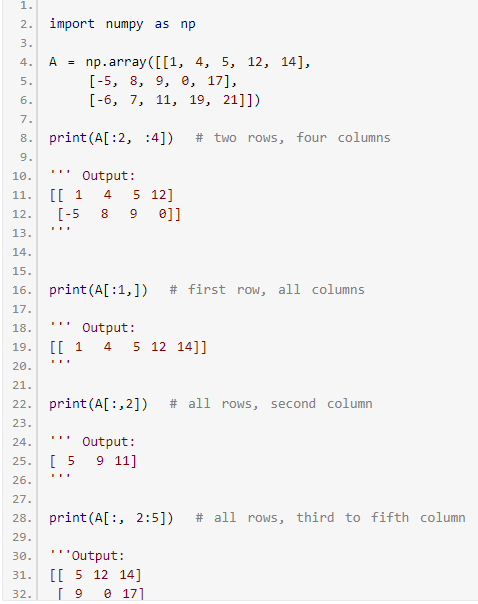 1.
2. import numpy as np
3.
4. A = np.array([[1, 4, 5, 12, 14],
5.      [-5, 8, 9, 0, 17],
6.      [-6, 7, 11, 19, 21]])
7.
8. print(A[:2, :4])  # two rows, four columns
9.
10. ''' Output:
11. [[ 1  4  5 12]
12.  [-5  8  9  0]]
13. '''
14.
15.
16. print(A[:1,])  # first row, all columns
17.
18. ''' Output:
19. [[ 1  4  5 12 14]]
20. '''
21.
22. print(A[:,2])  # all rows, second column
23.
24. ''' Output:
25. [ 5  9 11]
26. '''
27.
28. print(A[:, 2:5])  # all rows, third to fifth column
29.
30. '''Output:
31. [[ 5 12 14]
32.  [ 9  0 17]